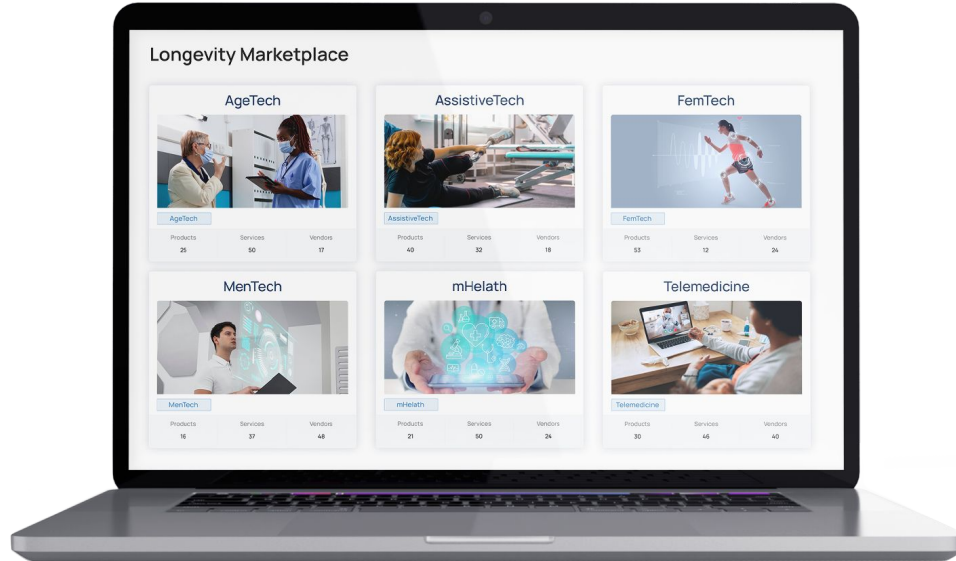 Longevity Marketplace
AgeTech
AssistiveTech
FemTech
AgeTech
AssistiveTech
FemTech
Products Services Vendors
25 50 17
Products Services Vendors
40 32 18
Products Services Vendors
53 12 24
MenTech
mHelath
Telemedicine
MenTech
mHelath
Telemedicine
Products Services Vendors
16 37 48
Products Services Vendors
21 50 24
Products Services Vendors
30 46 40